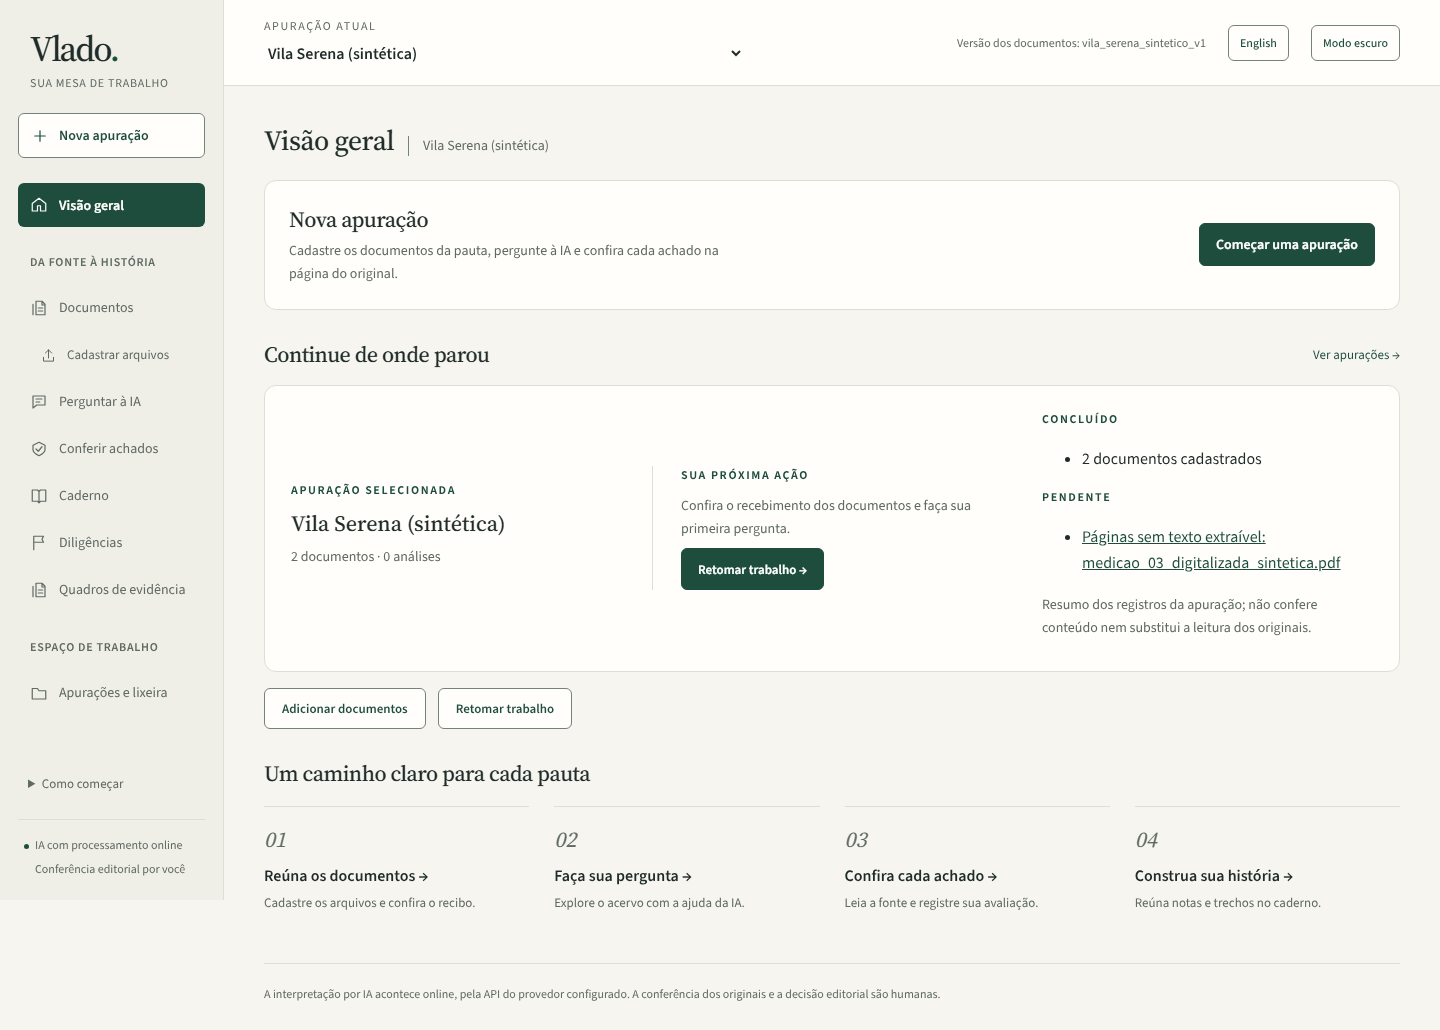 Vlado.
SUA MESA DE TRABALHO
Nova apuração
Visão geral
DA FONTE À HISTÓRIA
Documentos
Cadastrar arquivos
Perguntar à IA
Conferir achados
Caderno
Diligências
Quadros de evidência
ESPAÇO DE TRABALHO
Apurações e lixeira
Como começar
IA com processamento online
Conferência editorial por você
APURAÇÃO ATUAL
Vila Serena (sintética)
Versão dos documentos: vila_serena_sintetico_v1
English
Modo escuro
Visão geral
Vila Serena (sintética)
Nova apuração
Cadastre os documentos da pauta, pergunte à IA e confira cada achado na
página do original.
Começar uma apuração
Continue de onde parou
Ver apurações →
APURAÇÃO SELECIONADA
Vila Serena (sintética)
2 documentos · 0 análises
SUA PRÓXIMA AÇÃO
Confira o recebimento dos documentos e faça sua
primeira pergunta.
Retomar trabalho →
CONCLUÍDO
• 2 documentos cadastrados
PENDENTE
• Páginas sem texto extraível:
medicao_03_digitalizada_sintetica.pdf
Resumo dos registros da apuração; não confere
conteúdo nem substitui a leitura dos originais.
Adicionar documentos
Retomar trabalho
Um caminho claro para cada pauta
01
Reúna os documentos →
Cadastre os arquivos e confira o recibo.
02
Faça sua pergunta →
Explore o acervo com a ajuda da IA.
03
Confira cada achado →
Leia a fonte e registre sua avaliação.
04
Construa sua história →
Reúna notas e trechos no caderno.
A interpretação por IA acontece online, pela API do provedor configurado. A conferência dos originais e a decisão editorial são humanas.